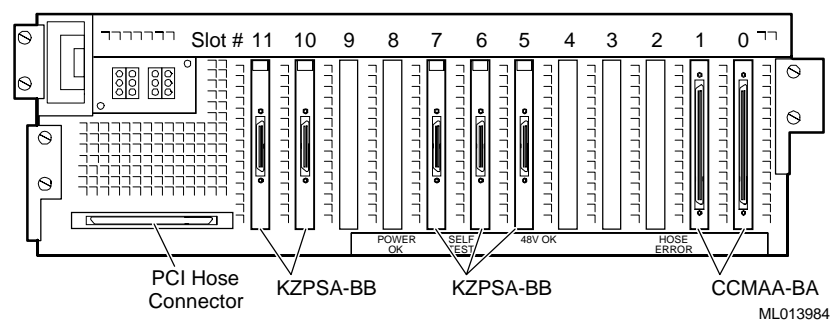 Slot # 11 10 9 8 7 6 5 4 3 2 1 0
POWER OK SELF TEST 48V OK HOSE ERROR
PCI Hose Connector
KZPSA-BB
KZPSA-BB
CCMAA-BA
ML013984